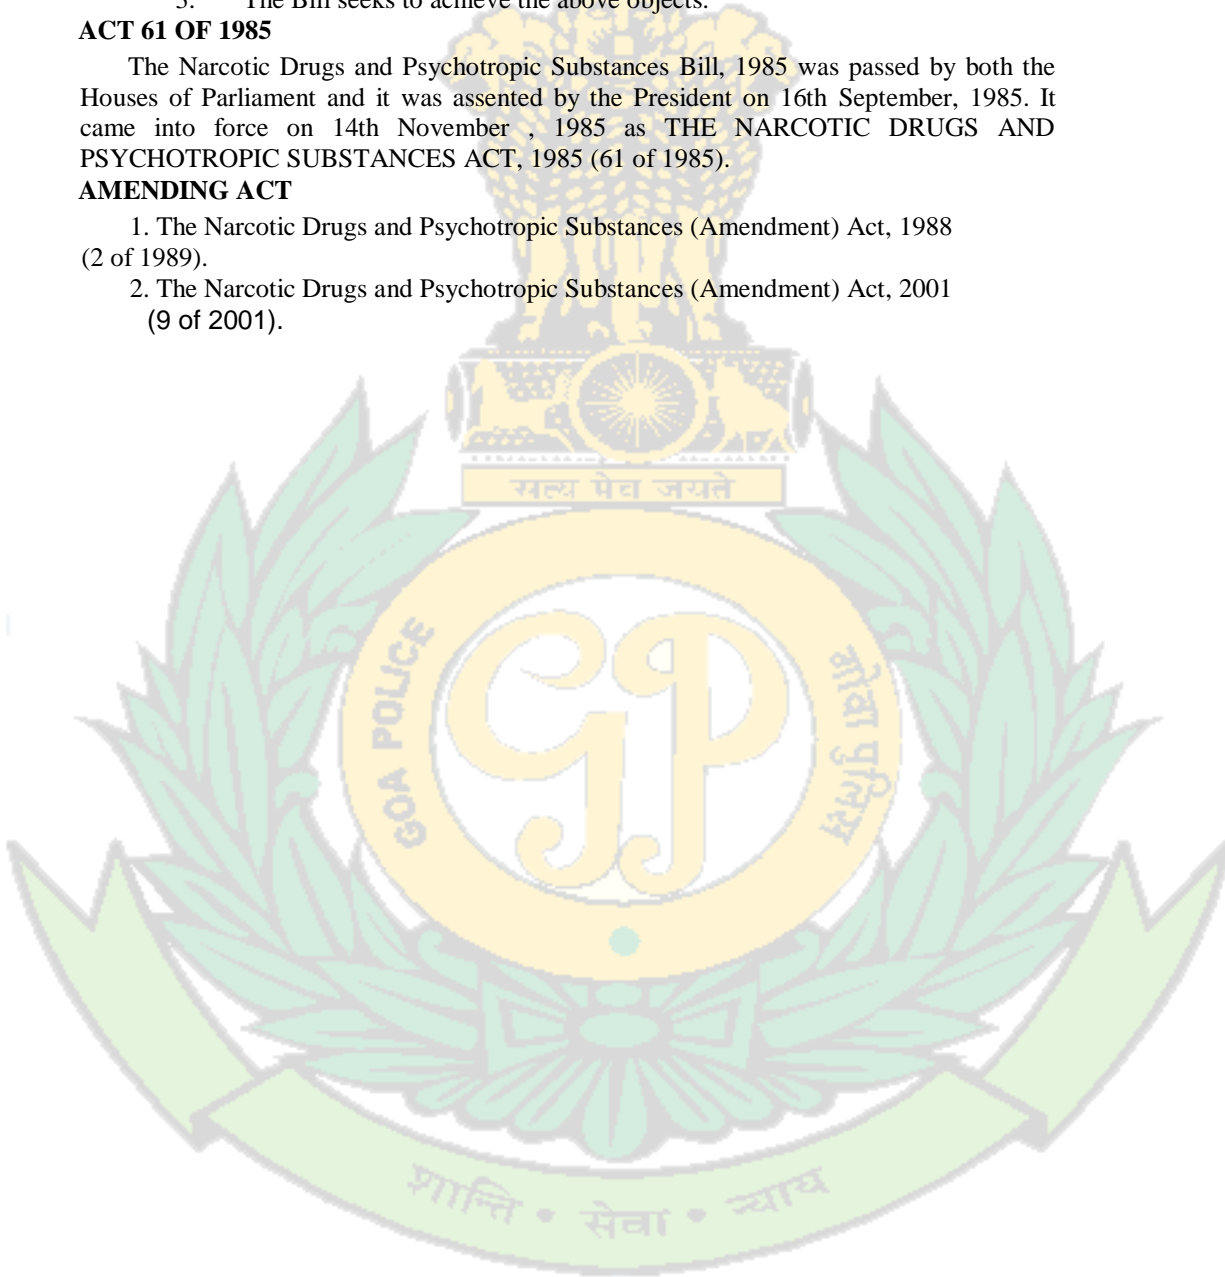 3. The Bill seeks to achieve the above objects.
ACT 61 OF 1985
The Narcotic Drugs and Psychotropic Substances Bill, 1985 was passed by both the
Houses of Parliament and it was assented by the President on 16th September, 1985. It
came into force on 14th November , 1985 as THE NARCOTIC DRUGS AND
PSYCHOTROPIC SUBSTANCES ACT, 1985 (61 of 1985).
AMENDING ACT
1. The Narcotic Drugs and Psychotropic Substances (Amendment) Act, 1988
(2 of 1989).
2. The Narcotic Drugs and Psychotropic Substances (Amendment) Act, 2001
(9 of 2001).
सत्य मेव जयते
GOA POLICE
गोवा पुलिस
GP
शान्ति • सेवा • न्याय